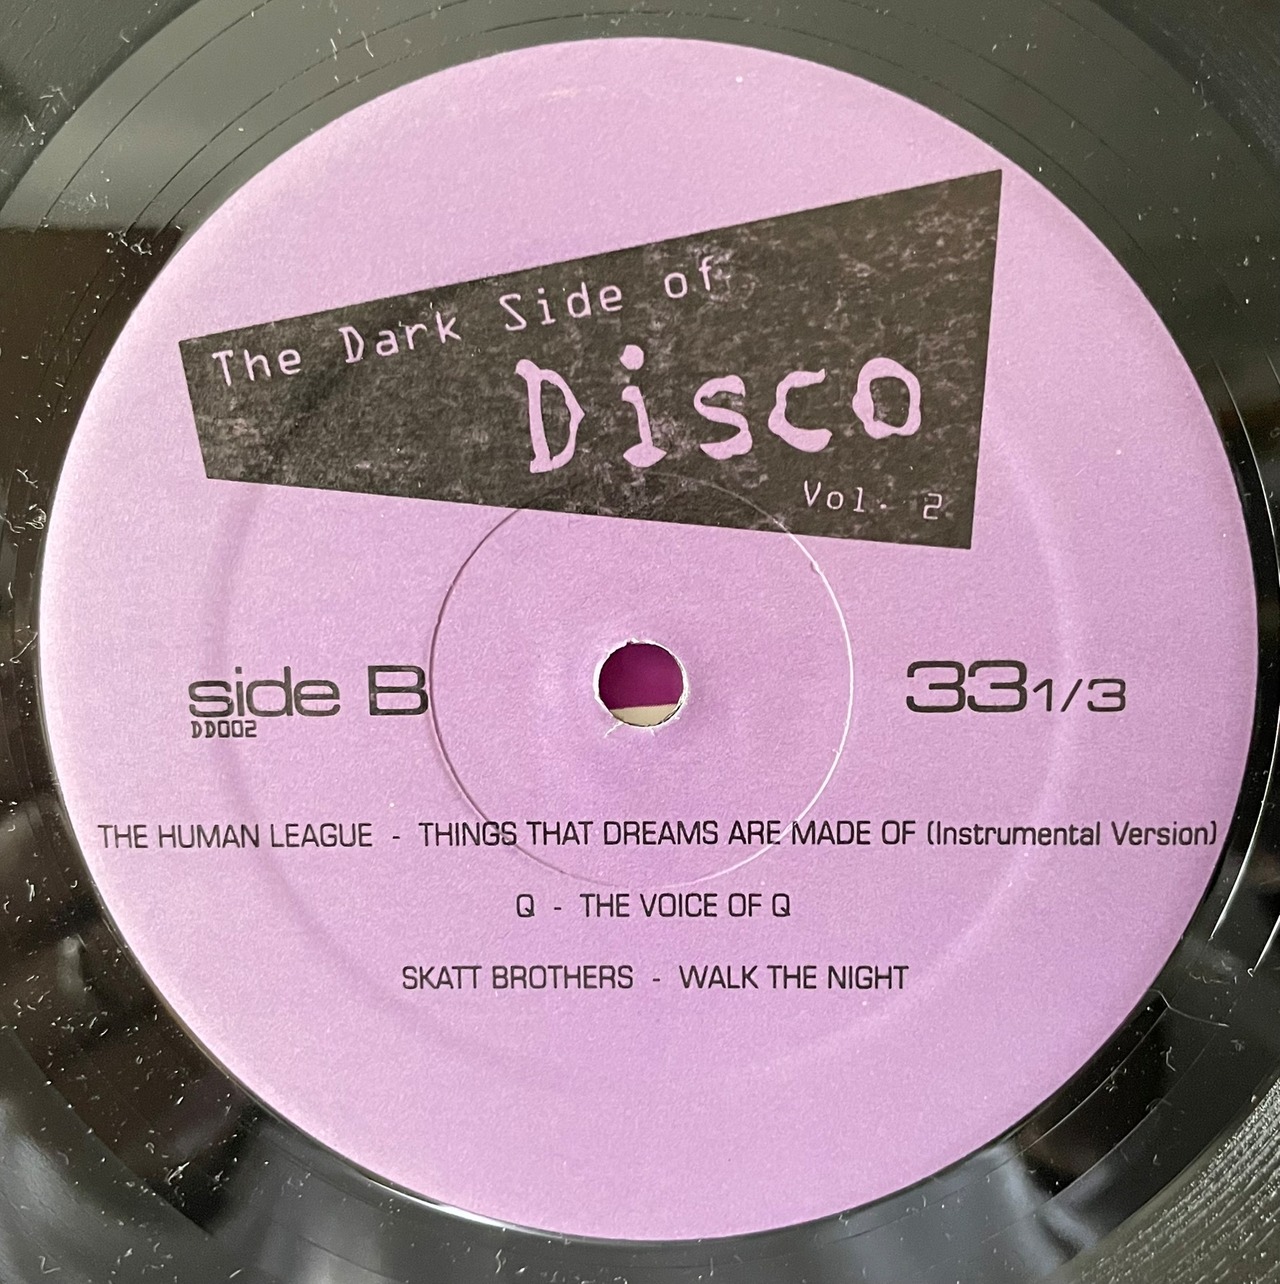 The Dark Side of
Disco
Vol. 2
side B
33 1/3
DD002
THE HUMAN LEAGUE - THINGS THAT DREAMS ARE MADE OF (Instrumental Version)
Q - THE VOICE OF Q
SKATT BROTHERS - WALK THE NIGHT